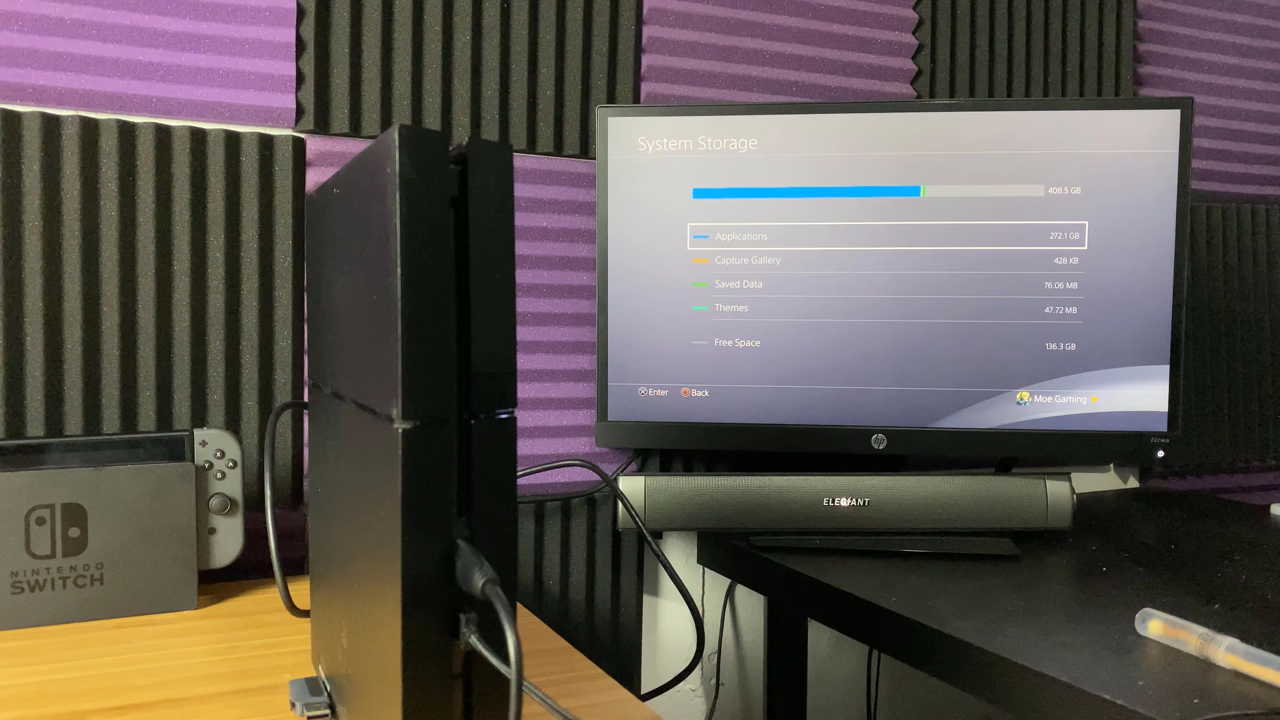 System Storage
408.5 GB
Applications 272.1 GB
Capture Gallery 428 KB
Saved Data 76.06 MB
Themes 47.72 MB
Free Space 136.3 GB
Enter Back
Moe Gaming
hp
ELEGIANT
NINTENDO
SWITCH
X
Y A
B